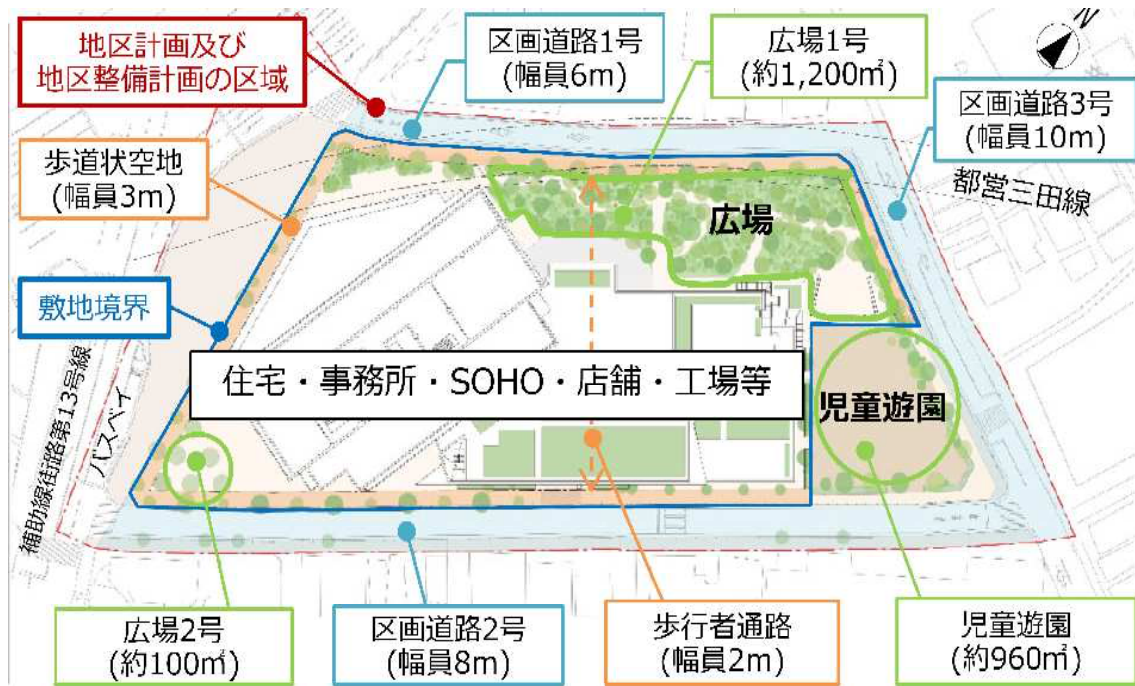 地区計画及び
地区整備計画の区域
区画道路1号
(幅員6m)
広場1号
(約1,200㎡)
N
区画道路3号
(幅員10m)
歩道状空地
(幅員3m)
都営三田線
広場
敷地境界
住宅・事務所・SOHO・店舗・工場等
児童遊園
バスベイ
補助線街路第13号線
広場2号
(約100㎡)
区画道路2号
(幅員8m)
歩行者通路
(幅員2m)
児童遊園
(約960㎡)